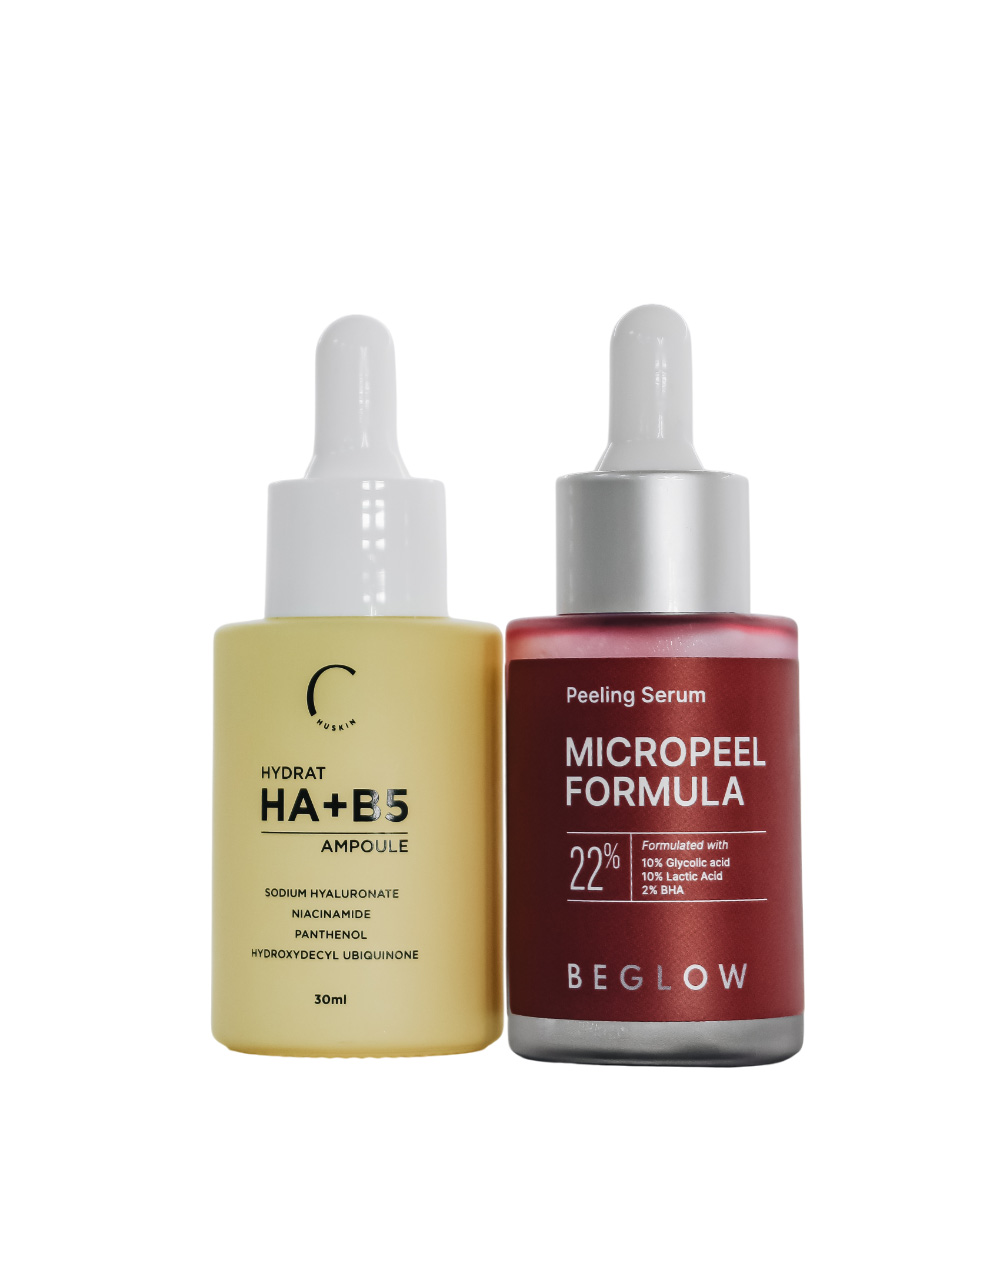 HUSKIN
HYDRAT
HA+B5
AMPOULE
SODIUM HYALURONATE
NIACINAMIDE
PANTHENOL
HYDROXYDECYL UBIQUINONE
30ml
Peeling Serum
MICROPEEL
FORMULA
22%
Formulated with
10% Glycolic acid
10% Lactic Acid
2% BHA
BEGLOW